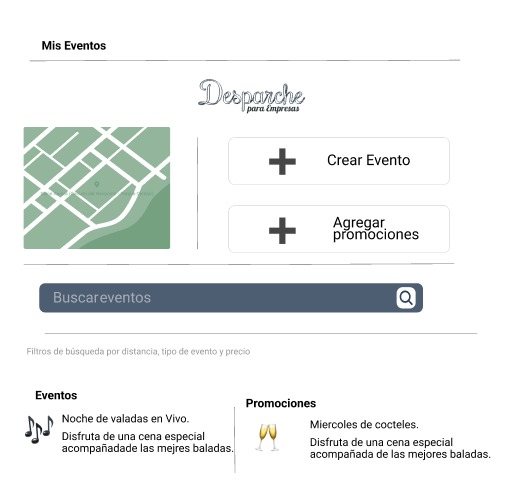 Mis Eventos
Desparche
para Empresas
Crear Evento
Agregar
promociones
Buscar eventos
Filtros de búsqueda por distancia, tipo de evento y precio
Eventos
Noche de valadas en Vivo.
Disfruta de una cena especial
acompañadade las mejres baladas.
Promociones
Miercoles de cocteles.
Disfruta de una cena especial
acompañada de las mejores baladas.